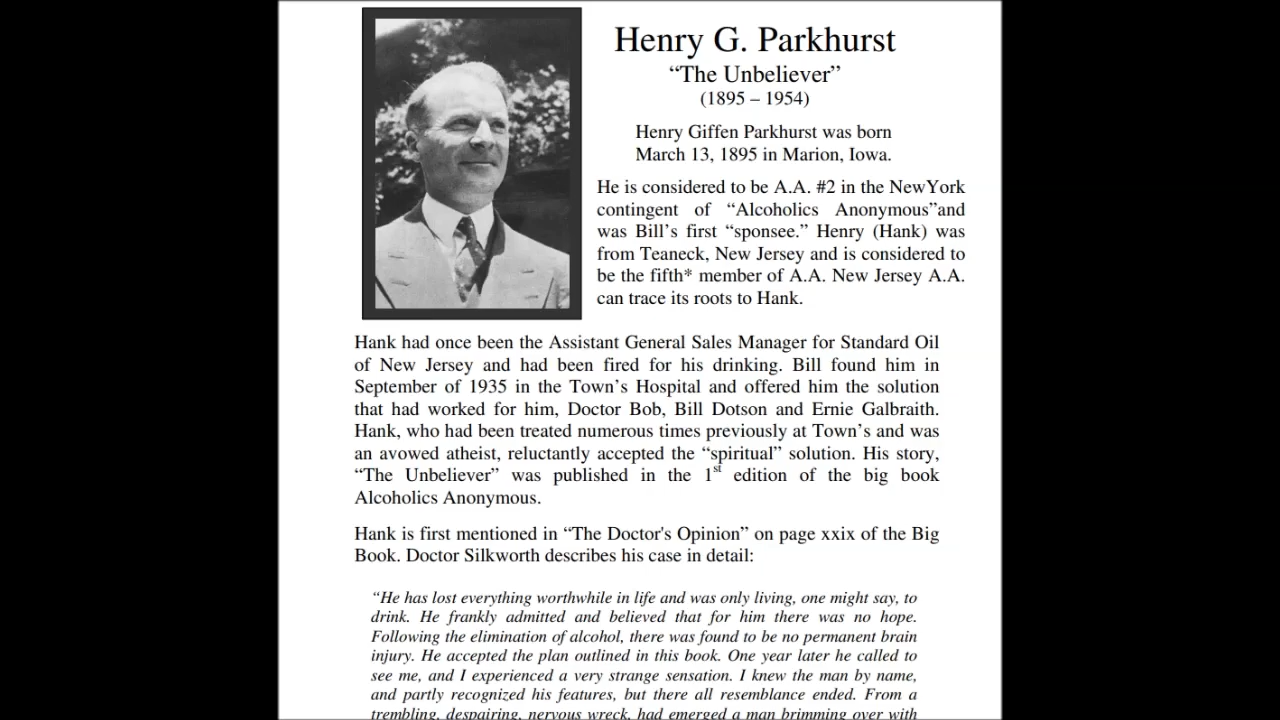 Henry G. Parkhurst
“The Unbeliever”
(1895 – 1954)
Henry Giffen Parkhurst was born
March 13, 1895 in Marion, Iowa.
He is considered to be A.A. #2 in the NewYork
contingent of “Alcoholics Anonymous”and
was Bill’s first “sponsee.” Henry (Hank) was
from Teaneck, New Jersey and is considered to
be the fifth* member of A.A. New Jersey A.A.
can trace its roots to Hank.
Hank had once been the Assistant General Sales Manager for Standard Oil
of New Jersey and had been fired for his drinking. Bill found him in
September of 1935 in the Town’s Hospital and offered him the solution
that had worked for him, Doctor Bob, Bill Dotson and Ernie Galbraith.
Hank, who had been treated numerous times previously at Town’s and was
an avowed atheist, reluctantly accepted the “spiritual” solution. His story,
“The Unbeliever” was published in the 1st edition of the big book
Alcoholics Anonymous.
Hank is first mentioned in “The Doctor's Opinion” on page xxix of the Big
Book. Doctor Silkworth describes his case in detail:
“He has lost everything worthwhile in life and was only living, one might say, to
drink. He frankly admitted and believed that for him there was no hope.
Following the elimination of alcohol, there was found to be no permanent brain
injury. He accepted the plan outlined in this book. One year later he called to
see me, and I experienced a very strange sensation. I knew the man by name,
and partly recognized his features, but there all resemblance ended. From a
trembling, despairing, nervous wreck, had emerged a man brimming over with